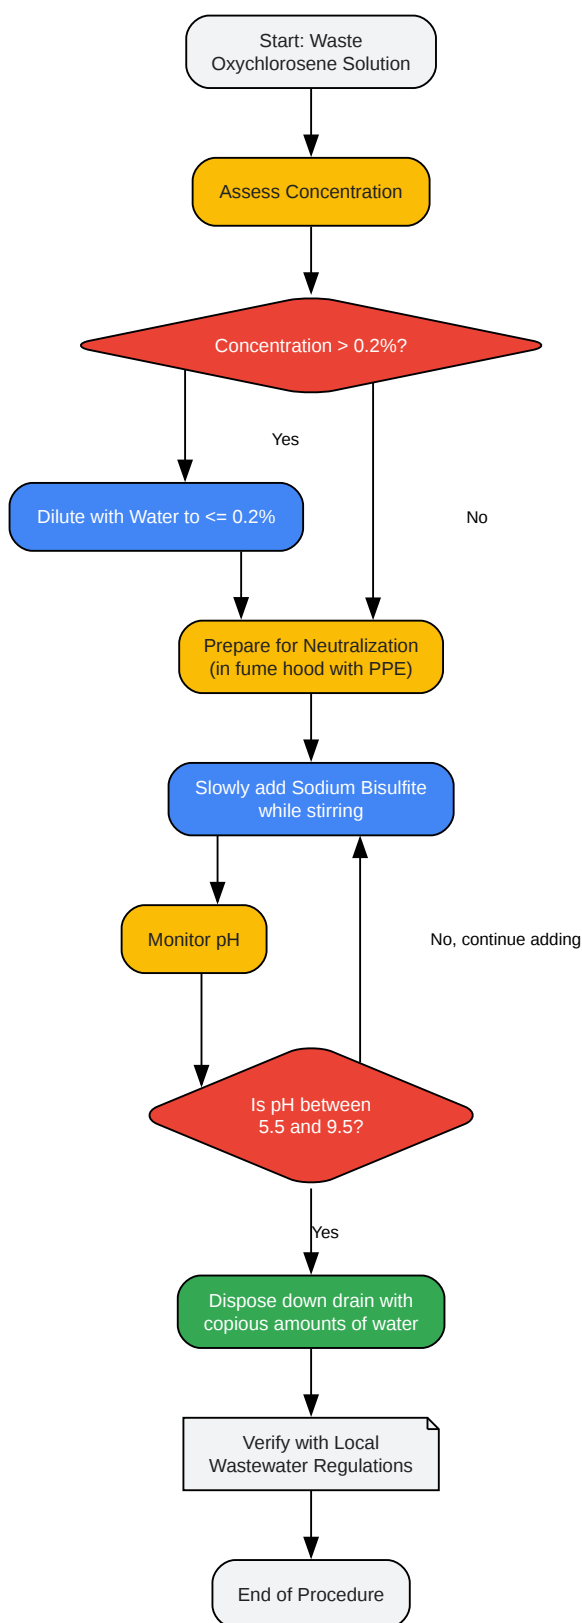 Start: Waste
Oxychlorosene Solution
Assess Concentration
Concentration > 0.2%?
Yes
Dilute with Water to <= 0.2%
No
Prepare for Neutralization
(in fume hood with PPE)
Slowly add Sodium Bisulfite
while stirring
Monitor pH
No, continue adding
Is pH between
5.5 and 9.5?
Yes
Dispose down drain with
copious amounts of water
Verify with Local
Wastewater Regulations
End of Procedure